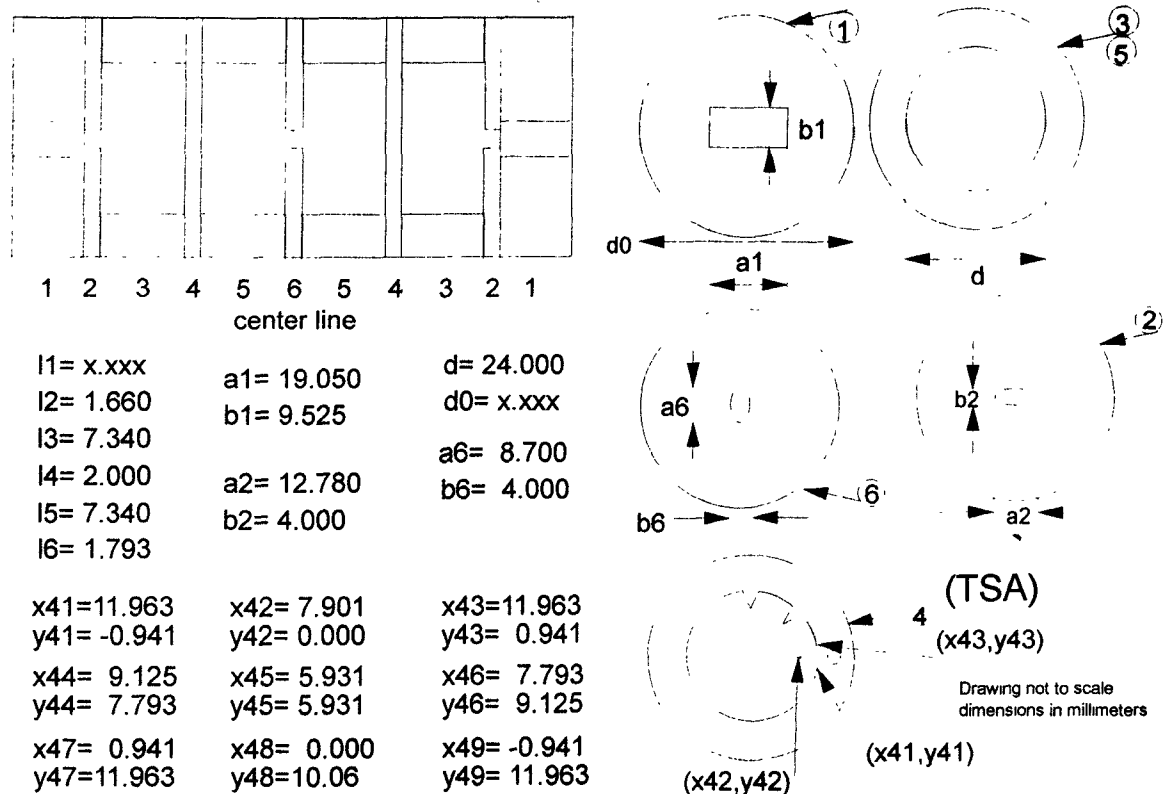 1 2 3 4 5 6 5 4 3 2 1
center line
l1= x.xxx
l2= 1.660
l3= 7.340
l4= 2.000
l5= 7.340
l6= 1.793
a1= 19.050
b1= 9.525
a2= 12.780
b2= 4.000
d= 24.000
d0= x.xxx
a6= 8.700
b6= 4.000
x41=11.963 x42= 7.901 x43=11.963
y41= -0.941 y42= 0.000 y43= 0.941
x44= 9.125 x45= 5.931 x46= 7.793
y44= 7.793 y45= 5.931 y46= 9.125
x47= 0.941 x48= 0.000 x49= -0.941
y47=11.963 y48=10.06 y49= 11.963
1
b1
d0
a1
3
5
d
a6
b6
6
2
b2
a2
(TSA)
4
(x43,y43)
Drawing not to scale
dimensions in millimeters
(x41,y41)
(x42,y42)